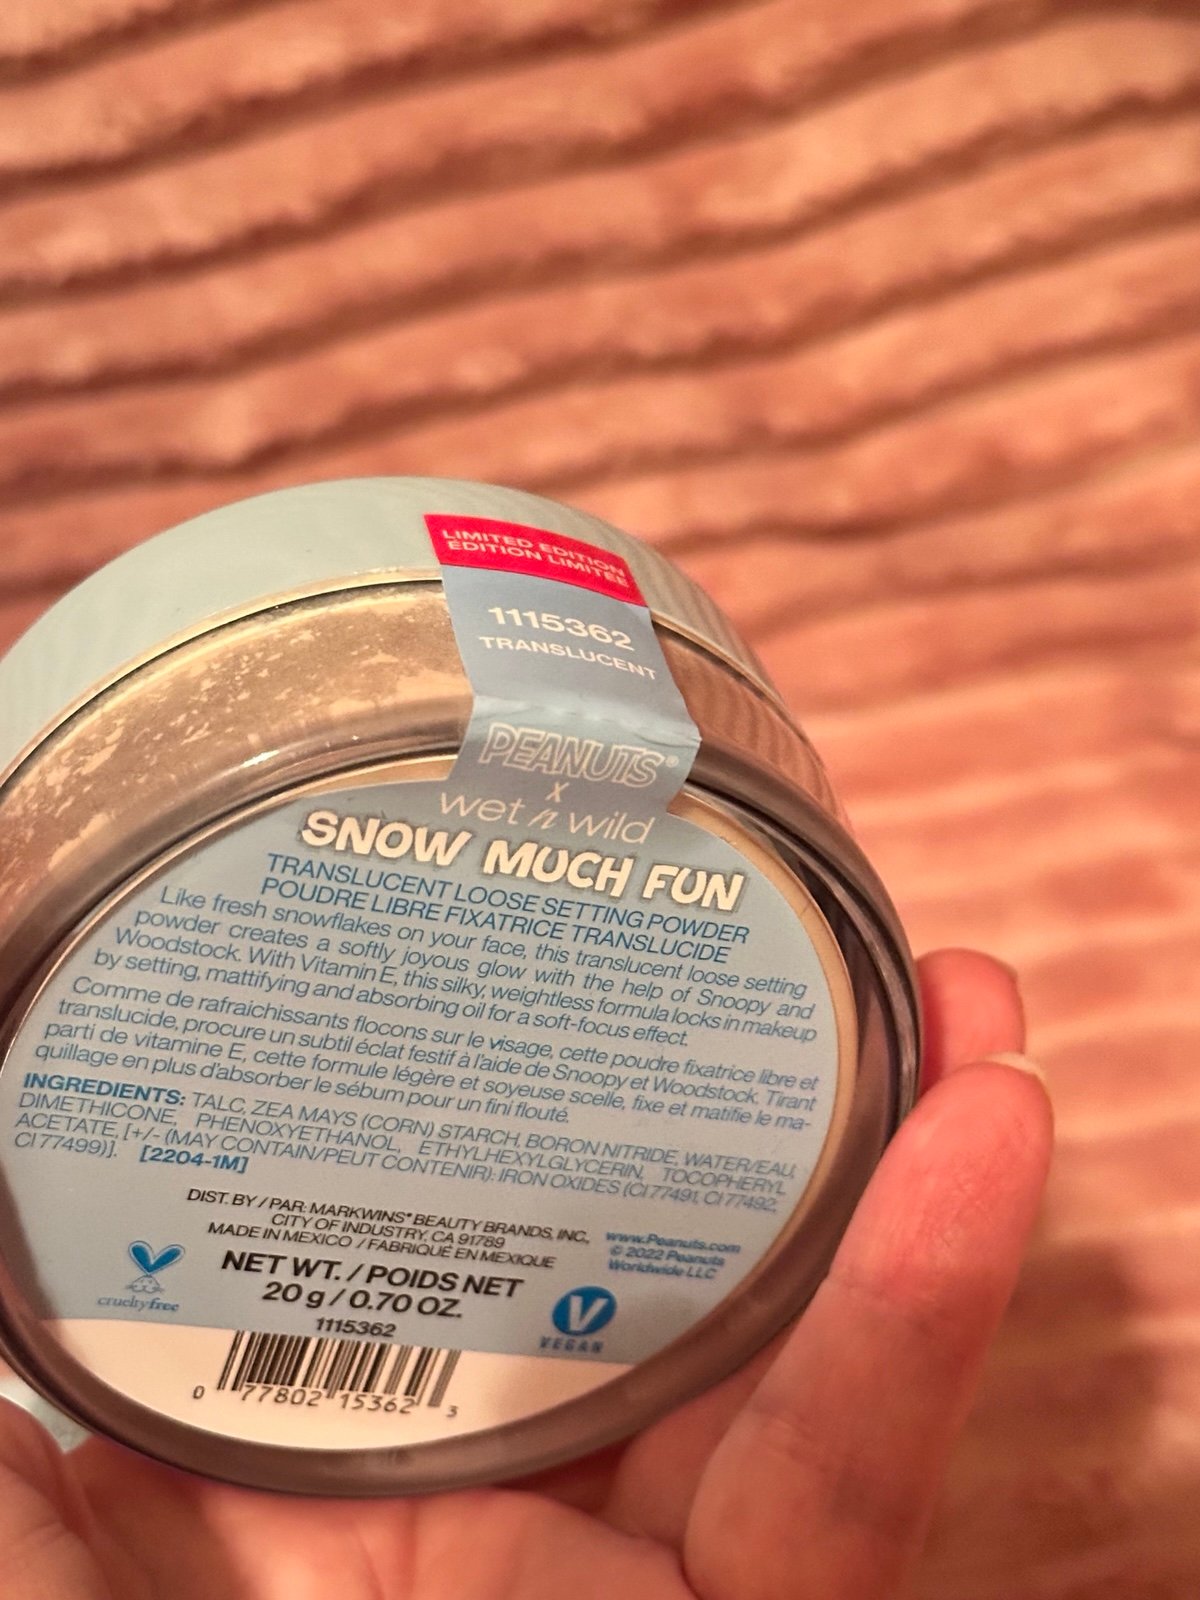 LIMITED EDITION
ÉDITION LIMITÉE
1115362
TRANSLUCENT
PEANUTS®
X
wet n wild
SNOW MUCH FUN
TRANSLUCENT LOOSE SETTING POWDER
POUDRE LIBRE FIXATRICE TRANSLUCIDE
Like fresh snowflakes on your face, this translucent loose setting
powder creates a softly joyous glow with the help of Snoopy and
Woodstock. With Vitamin E, this silky, weightless formula locks in makeup
by setting, mattifying and absorbing oil for a soft-focus effect.
Comme de rafraichissants flocons sur le visage, cette poudre fixatrice libre et
translucide, procure un subtil éclat festif à l'aide de Snoopy et Woodstock. Tirant
parti de vitamine E, cette formule légère et soyeuse scelle, fixe et matifie le ma-
quillage en plus d'absorber le sébum pour un fini flouté.
INGREDIENTS: TALC, ZEA MAYS (CORN) STARCH, BORON NITRIDE, WATER/EAU,
DIMETHICONE, PHENOXYETHANOL, ETHYLHEXYLGLYCERIN, TOCOPHERYL
ACETATE, [+/- (MAY CONTAIN/PEUT CONTENIR): IRON OXIDES (CI 77491, CI 77492,
CI 77499)]. [2204-1M]
DIST. BY / PAR: MARKWINS® BEAUTY BRANDS, INC.,
CITY OF INDUSTRY, CA 91789
MADE IN MEXICO / FABRIQUÉ EN MEXIQUE
www.Peanuts.com
© 2022 Peanuts
Worldwide LLC
NET WT. / POIDS NET
20 g / 0.70 OZ.
1115362
crueltyfree
VEGAN
0 77802 15362 3